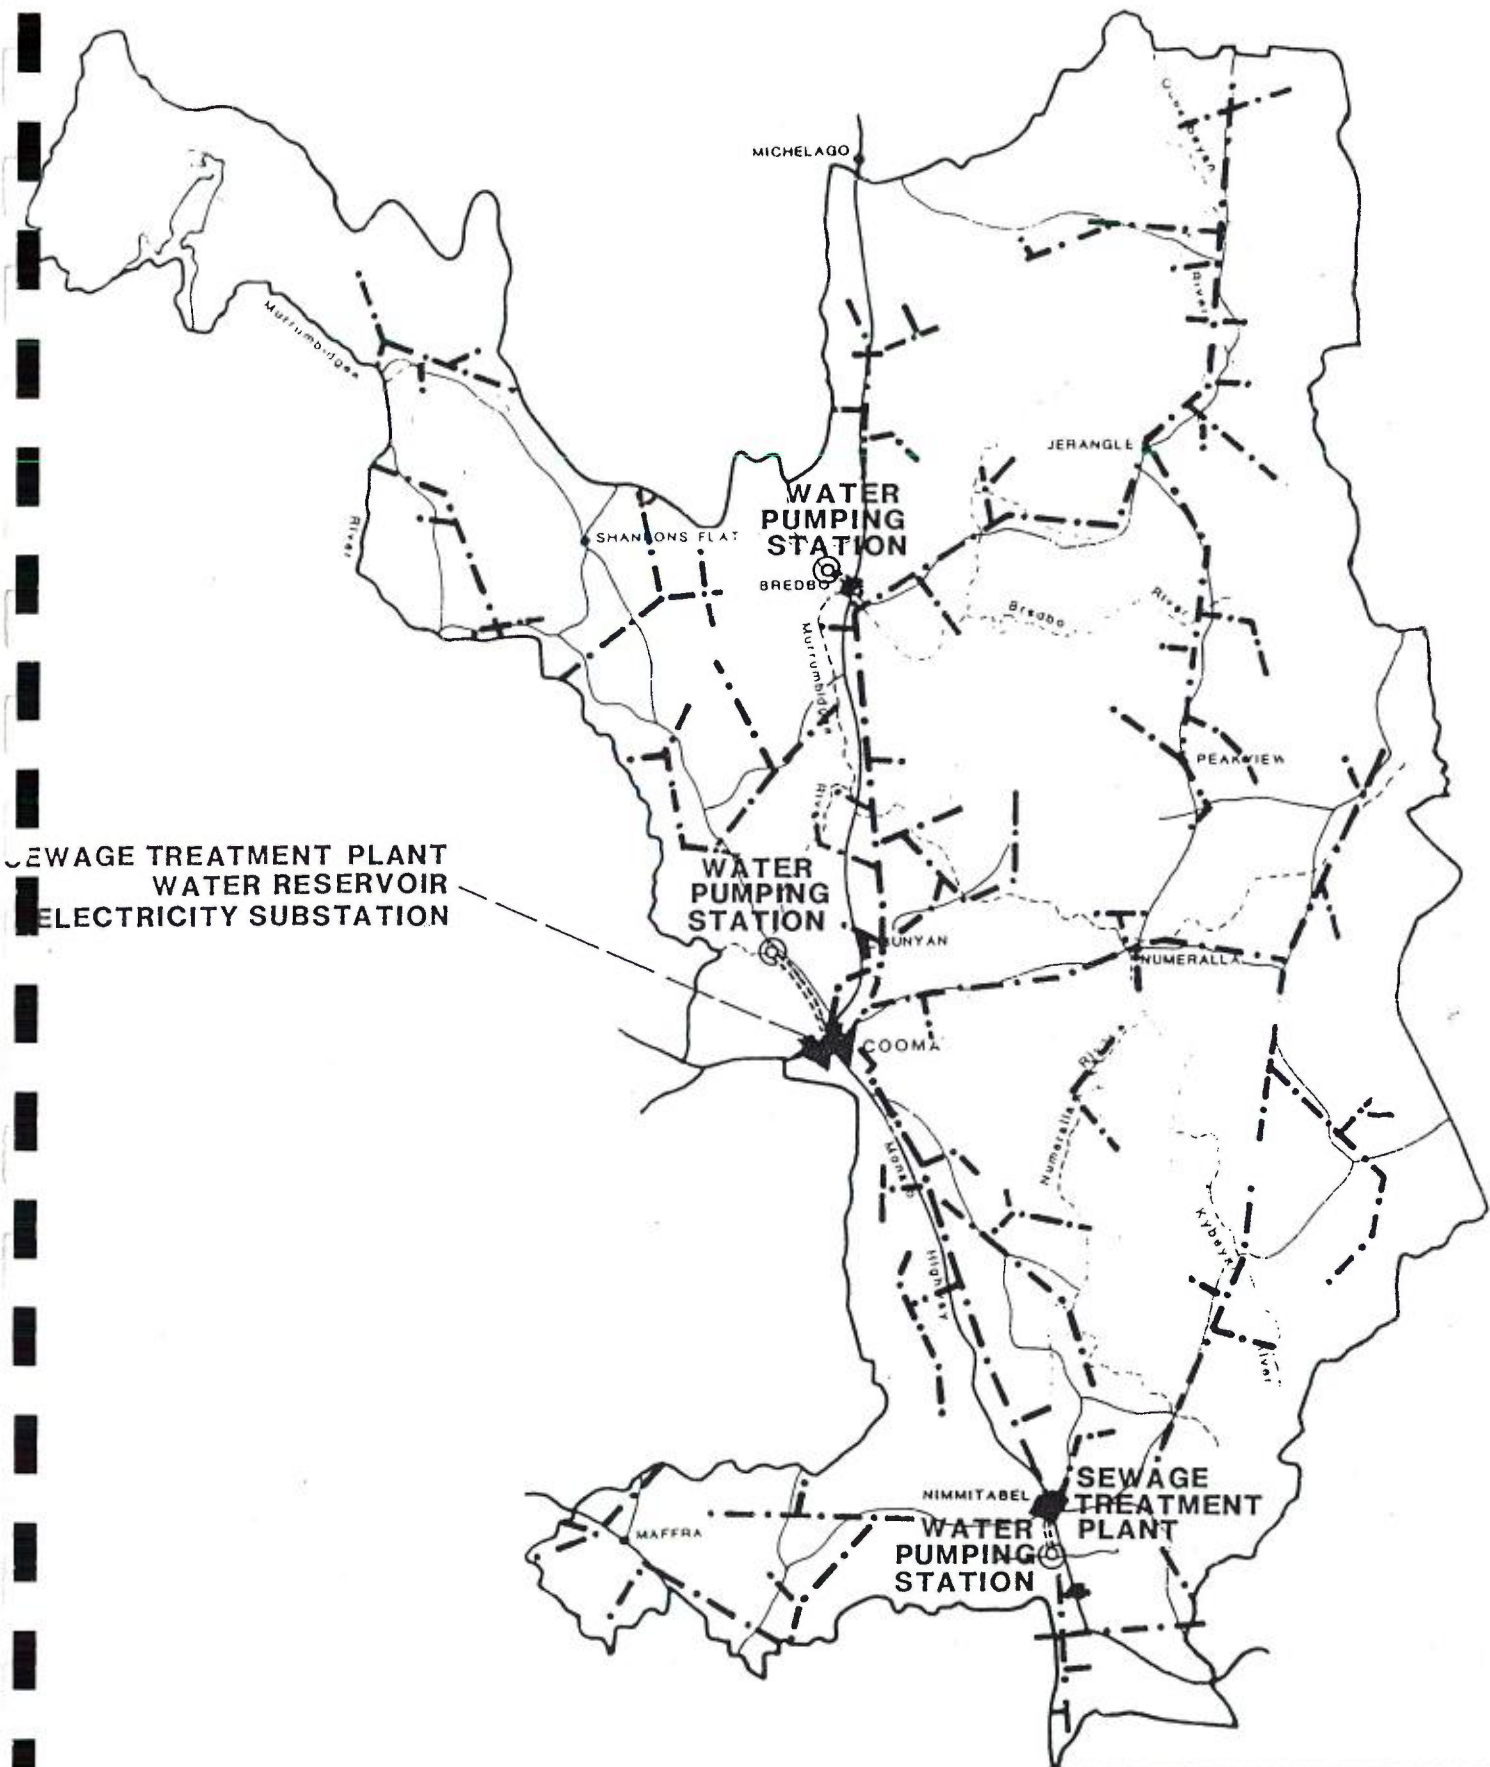 MICHELAGO
River
Murrumbidgee
JERANGLE
WATER
PUMPING
STATION
SHANNONS FLAT
River
BREDBO
Bredbo
River
Murrumbidgee
PEAKVIEW
River
SEWAGE TREATMENT PLANT
WATER RESERVOIR
ELECTRICITY SUBSTATION
WATER
PUMPING
STATION
BUNYAN
NUMERALLA
COOMA
River
Numeralla
Monaro
Highway
Kybeyan
River
NIMMITABEL
SEWAGE
TREATMENT
PLANT
MAFFRA
WATER
PUMPING
STATION